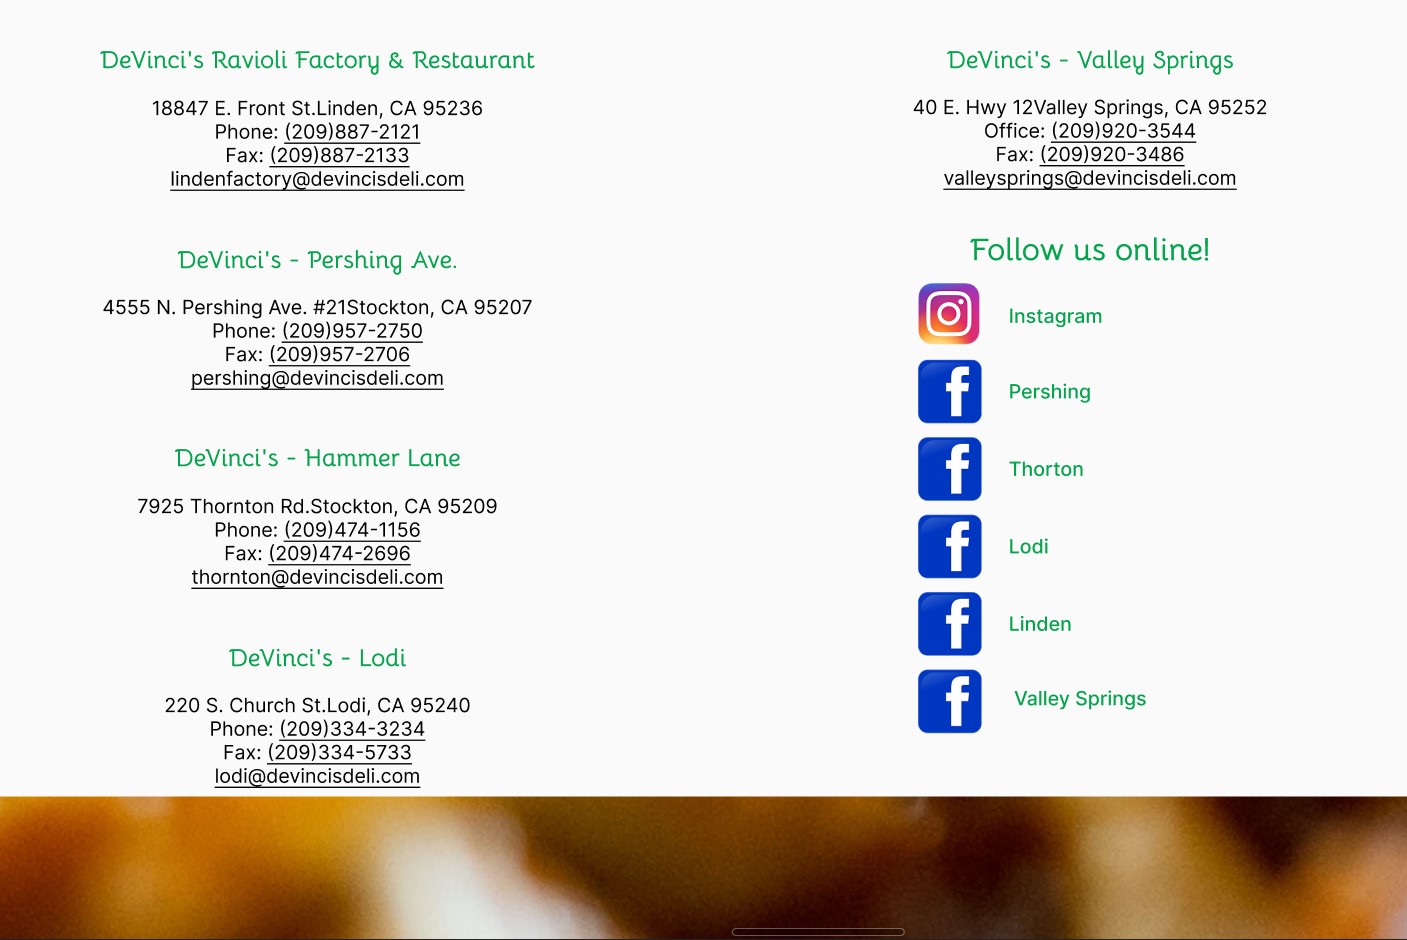 DeVinci's Ravioli Factory & Restaurant
18847 E. Front St.Linden, CA 95236
Phone: (209)887-2121
Fax: (209)887-2133
lindenfactory@devincisdeli.com
DeVinci's - Pershing Ave.
4555 N. Pershing Ave. #21Stockton, CA 95207
Phone: (209)957-2750
Fax: (209)957-2706
pershing@devincisdeli.com
DeVinci's - Hammer Lane
7925 Thornton Rd.Stockton, CA 95209
Phone: (209)474-1156
Fax: (209)474-2696
thornton@devincisdeli.com
DeVinci's - Lodi
220 S. Church St.Lodi, CA 95240
Phone: (209)334-3234
Fax: (209)334-5733
lodi@devincisdeli.com
DeVinci's - Valley Springs
40 E. Hwy 12Valley Springs, CA 95252
Office: (209)920-3544
Fax: (209)920-3486
valleysprings@devincisdeli.com
Follow us online!
Instagram
Pershing
Thorton
Lodi
Linden
Valley Springs